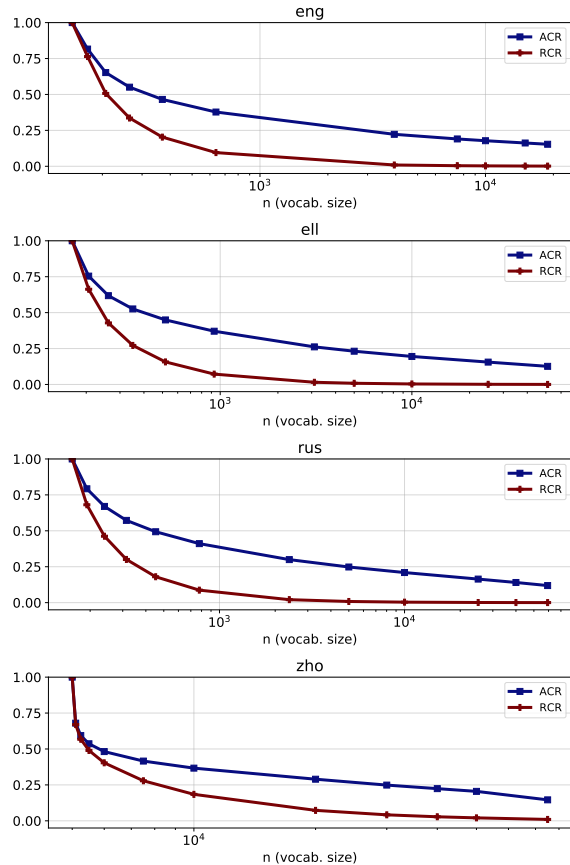 eng
1.00
0.75
0.50
0.25
0.00
ACR
RCR
10³ 10⁴
n (vocab. size)
ell
1.00
0.75
0.50
0.25
0.00
ACR
RCR
10³ 10⁴
n (vocab. size)
rus
1.00
0.75
0.50
0.25
0.00
ACR
RCR
10³ 10⁴
n (vocab. size)
zho
1.00
0.75
0.50
0.25
0.00
ACR
RCR
10⁴
n (vocab. size)